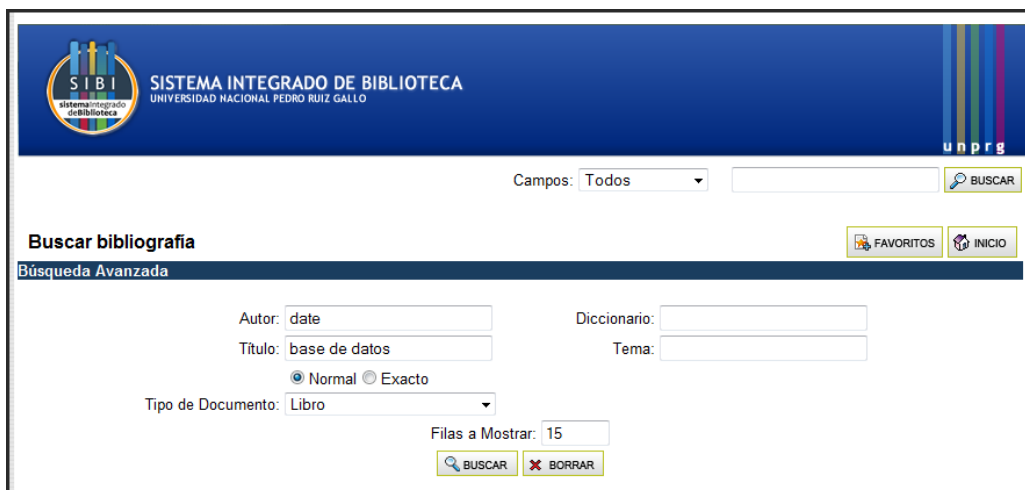 SIBI
sistemaintegrado
deBiblioteca
SISTEMA INTEGRADO DE BIBLIOTECA
UNIVERSIDAD NACIONAL PEDRO RUIZ GALLO
unprg
Campos: Todos BUSCAR
Buscar bibliografía FAVORITOS INICIO
Búsqueda Avanzada
Autor: date Diccionario:
Título: base de datos Tema:
Normal Exacto
Tipo de Documento: Libro
Filas a Mostrar: 15
BUSCAR BORRAR